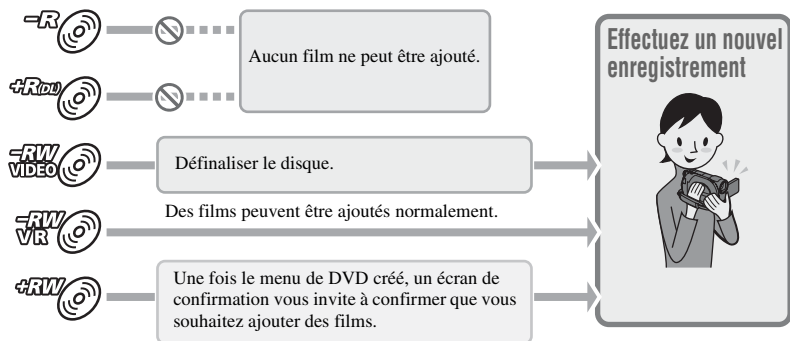 -R
Aucun film ne peut être ajouté.
+R(DL)
-RW
VIDEO
Définaliser le disque.
-RW
VR
Des films peuvent être ajoutés normalement.
+RW
Une fois le menu de DVD créé, un écran de
confirmation vous invite à confirmer que vous
souhaitez ajouter des films.
Effectuez un nouvel
enregistrement